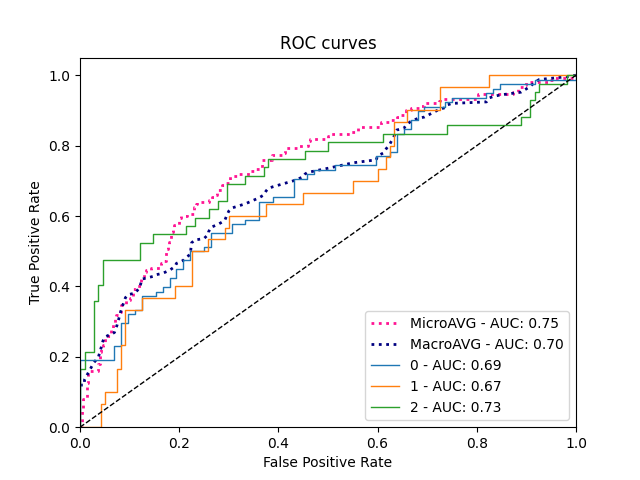 ROC curves
True Positive Rate
1.0
0.8
0.6
0.4
0.2
0.0
0.0 0.2 0.4 0.6 0.8 1.0
False Positive Rate
MicroAVG - AUC: 0.75
MacroAVG - AUC: 0.70
0 - AUC: 0.69
1 - AUC: 0.67
2 - AUC: 0.73